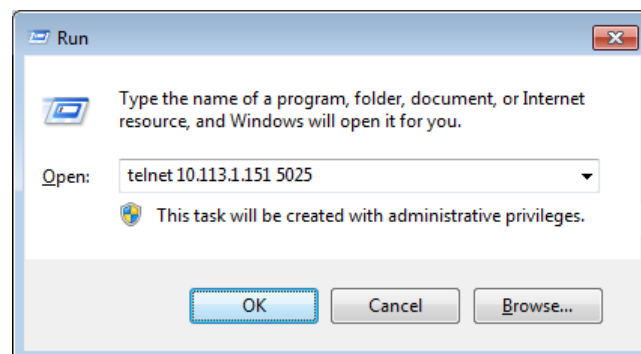 Run
Type the name of a program, folder, document, or Internet
resource, and Windows will open it for you.
Open: telnet 10.113.1.151 5025
This task will be created with administrative privileges.
OK Cancel Browse...